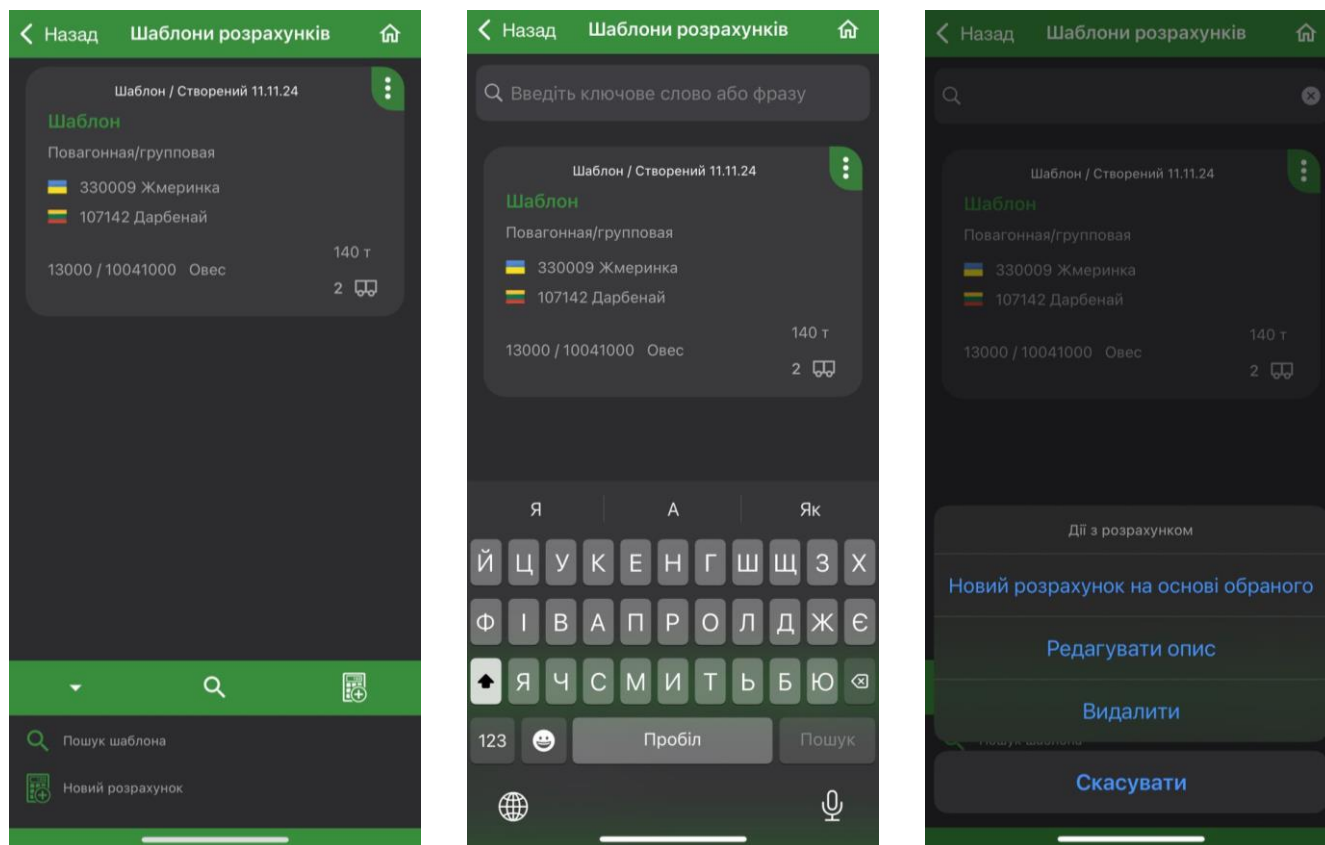 Назад Шаблони розрахунків
Шаблон / Створений 11.11.24
Шаблон
Повагонная/групповая
330009 Жмеринка
107142 Дарбенай
140 т
13000 / 10041000 Овес
2
Пошук шаблона
Новий розрахунок
Назад Шаблони розрахунків
Введіть ключове слово або фразу
Шаблон / Створений 11.11.24
Шаблон
Повагонная/групповая
330009 Жмеринка
107142 Дарбенай
140 т
13000 / 10041000 Овес
2
Я А Як
Й Ц У К Е Н Г Ш Щ З Х
Ф І В А П Р О Л Д Ж Є
Я Ч С М И Т Ь Б Ю
123 Пробіл Пошук
Назад Шаблони розрахунків
Шаблон / Створений 11.11.24
Шаблон
Повагонная/групповая
330009 Жмеринка
107142 Дарбенай
140 т
13000 / 10041000 Овес
2
Дії з розрахунком
Новий розрахунок на основі обраного
Редагувати опис
Видалити
Пошук шаблона
Скасувати